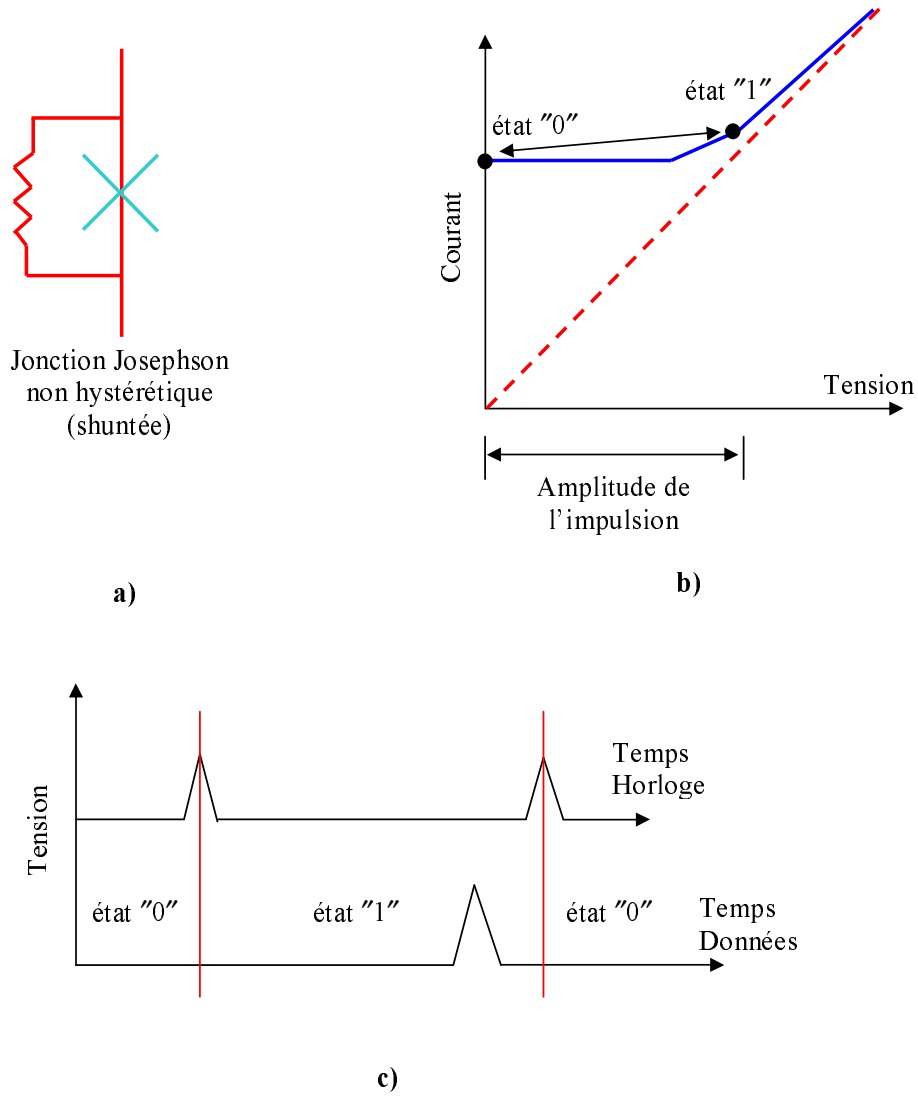 Jonction Josephson
non hystérétique
(shuntée)
a)
Courant
état "0"
état "1"
Tension
Amplitude de
l'impulsion
b)
Tension
Temps
Horloge
état "0"
état "1"
état "0"
Temps
Données
c)